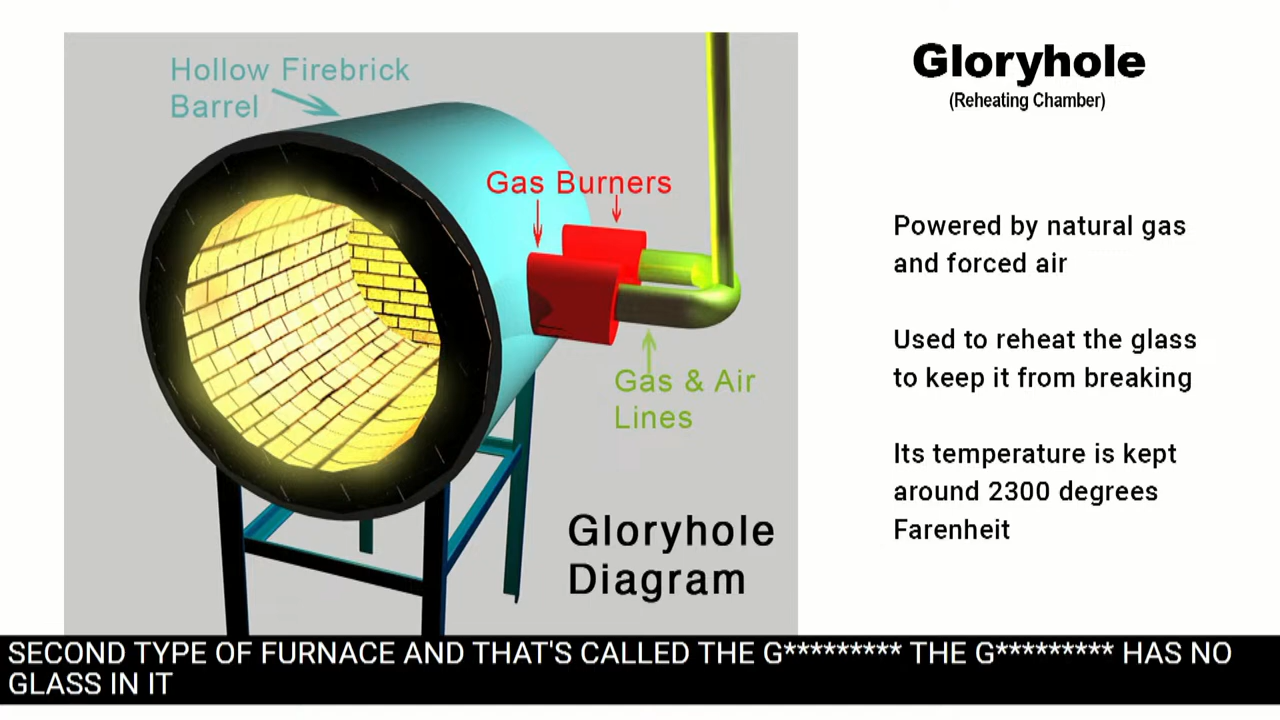 Hollow Firebrick
Barrel
Gas Burners
Gas & Air
Lines
Gloryhole
Diagram
Gloryhole
(Reheating Chamber)
Powered by natural gas
and forced air
Used to reheat the glass
to keep it from breaking
Its temperature is kept
around 2300 degrees
Farenheit
SECOND TYPE OF FURNACE AND THAT'S CALLED THE G********* THE G********* HAS NO
GLASS IN IT